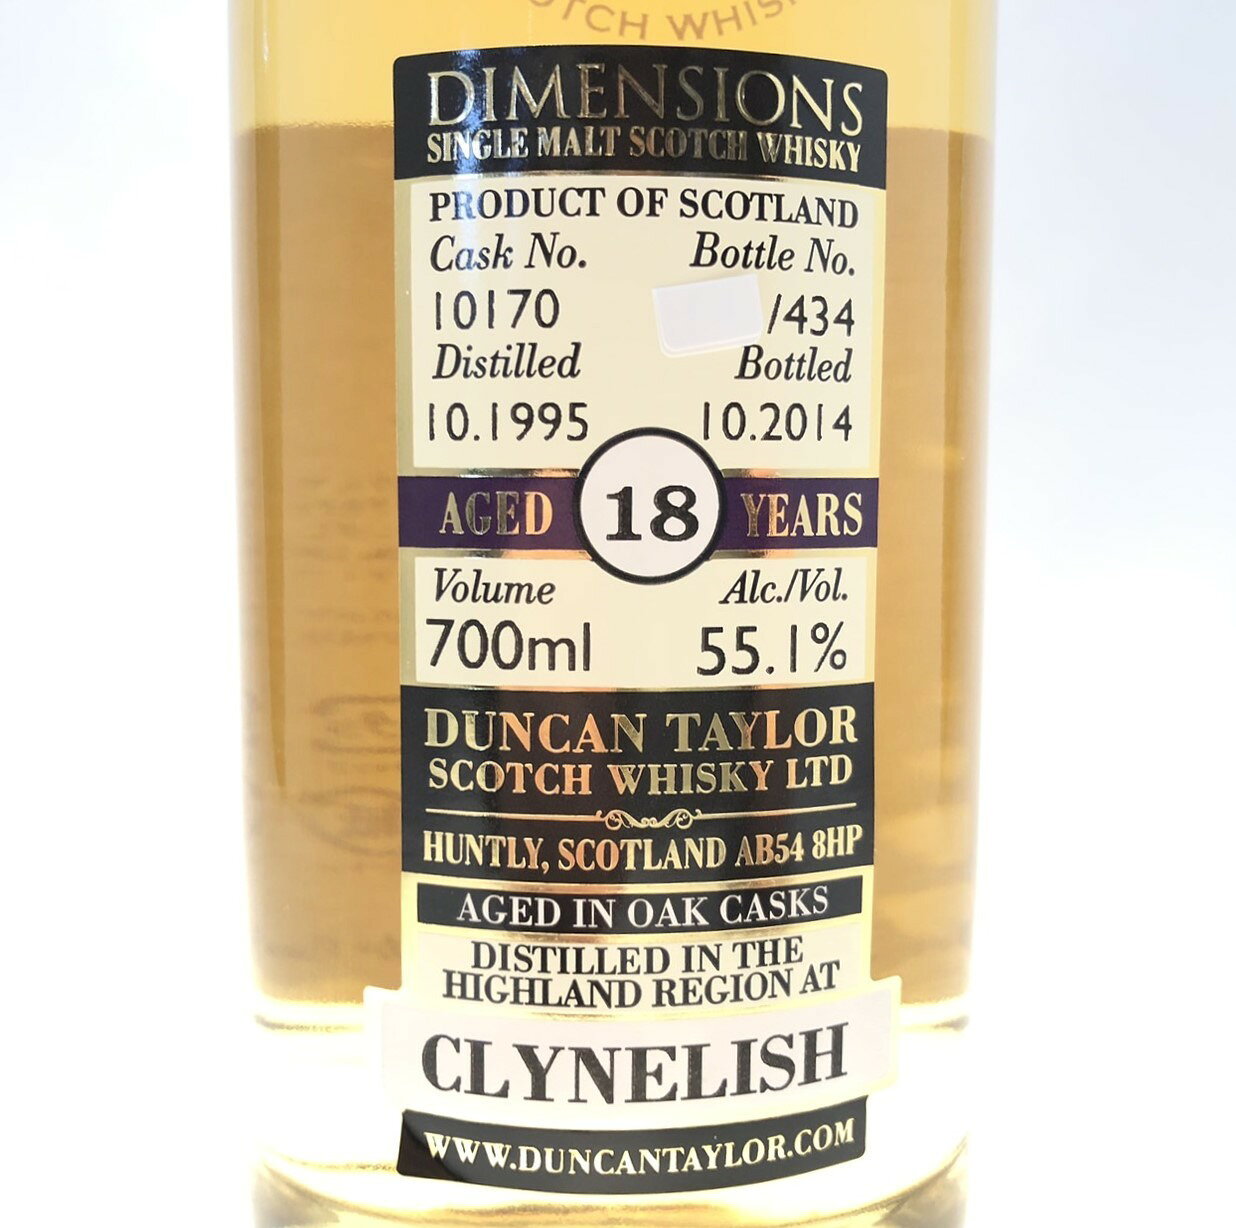 SCOTCH WHISKY
DIMENSIONS
SINGLE MALT SCOTCH WHISKY
PRODUCT OF SCOTLAND
Cask No. Bottle No.
10170 /434
Distilled Bottled
10.1995 10.2014
AGED 18 YEARS
Volume Alc./Vol.
700ml 55.1%
DUNCAN TAYLOR
SCOTCH WHISKY LTD
HUNTLY, SCOTLAND AB54 8HP
AGED IN OAK CASKS
DISTILLED IN THE
HIGHLAND REGION AT
CLYNELISH
WWW.DUNCANTAYLOR.COM